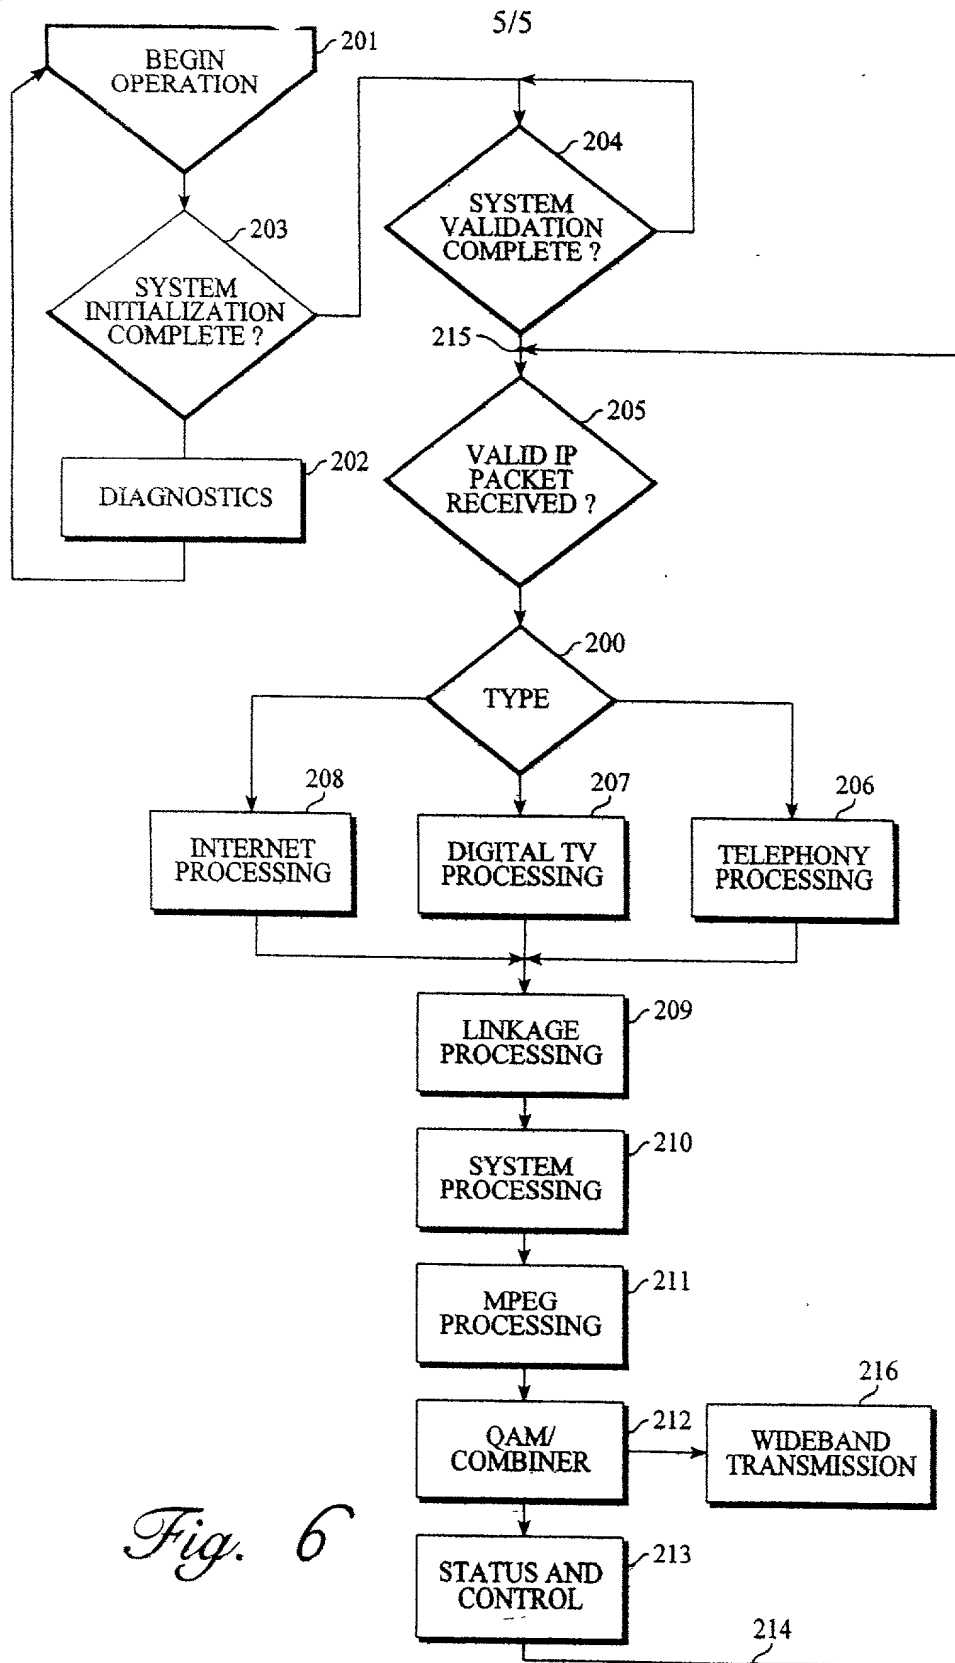 5/5
BEGIN
OPERATION
201
204
SYSTEM
VALIDATION
COMPLETE ?
203
SYSTEM
INITIALIZATION
COMPLETE ?
215
205
VALID IP
PACKET
RECEIVED ?
202
DIAGNOSTICS
200
TYPE
208
INTERNET
PROCESSING
207
DIGITAL TV
PROCESSING
206
TELEPHONY
PROCESSING
209
LINKAGE
PROCESSING
210
SYSTEM
PROCESSING
211
MPEG
PROCESSING
212
QAM/
COMBINER
216
WIDEBAND
TRANSMISSION
213
STATUS AND
CONTROL
214
Fig. 6